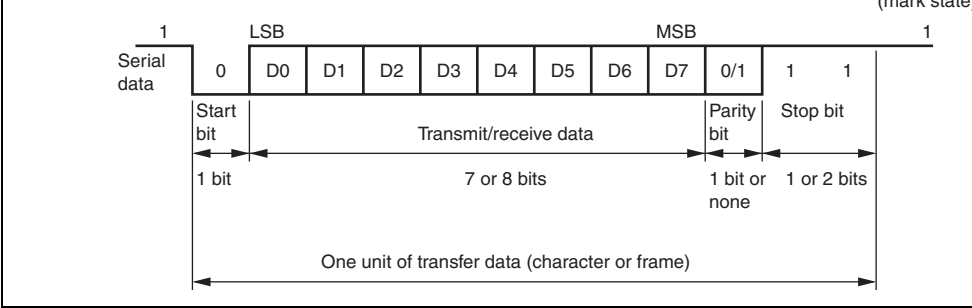 (mark state)
1 LSB MSB 1
Serial
data
0 D0 D1 D2 D3 D4 D5 D6 D7 0/1 1 1
Start
bit
Transmit/receive data
Parity
bit
Stop bit
1 bit
7 or 8 bits
1 bit or
none
1 or 2 bits
One unit of transfer data (character or frame)